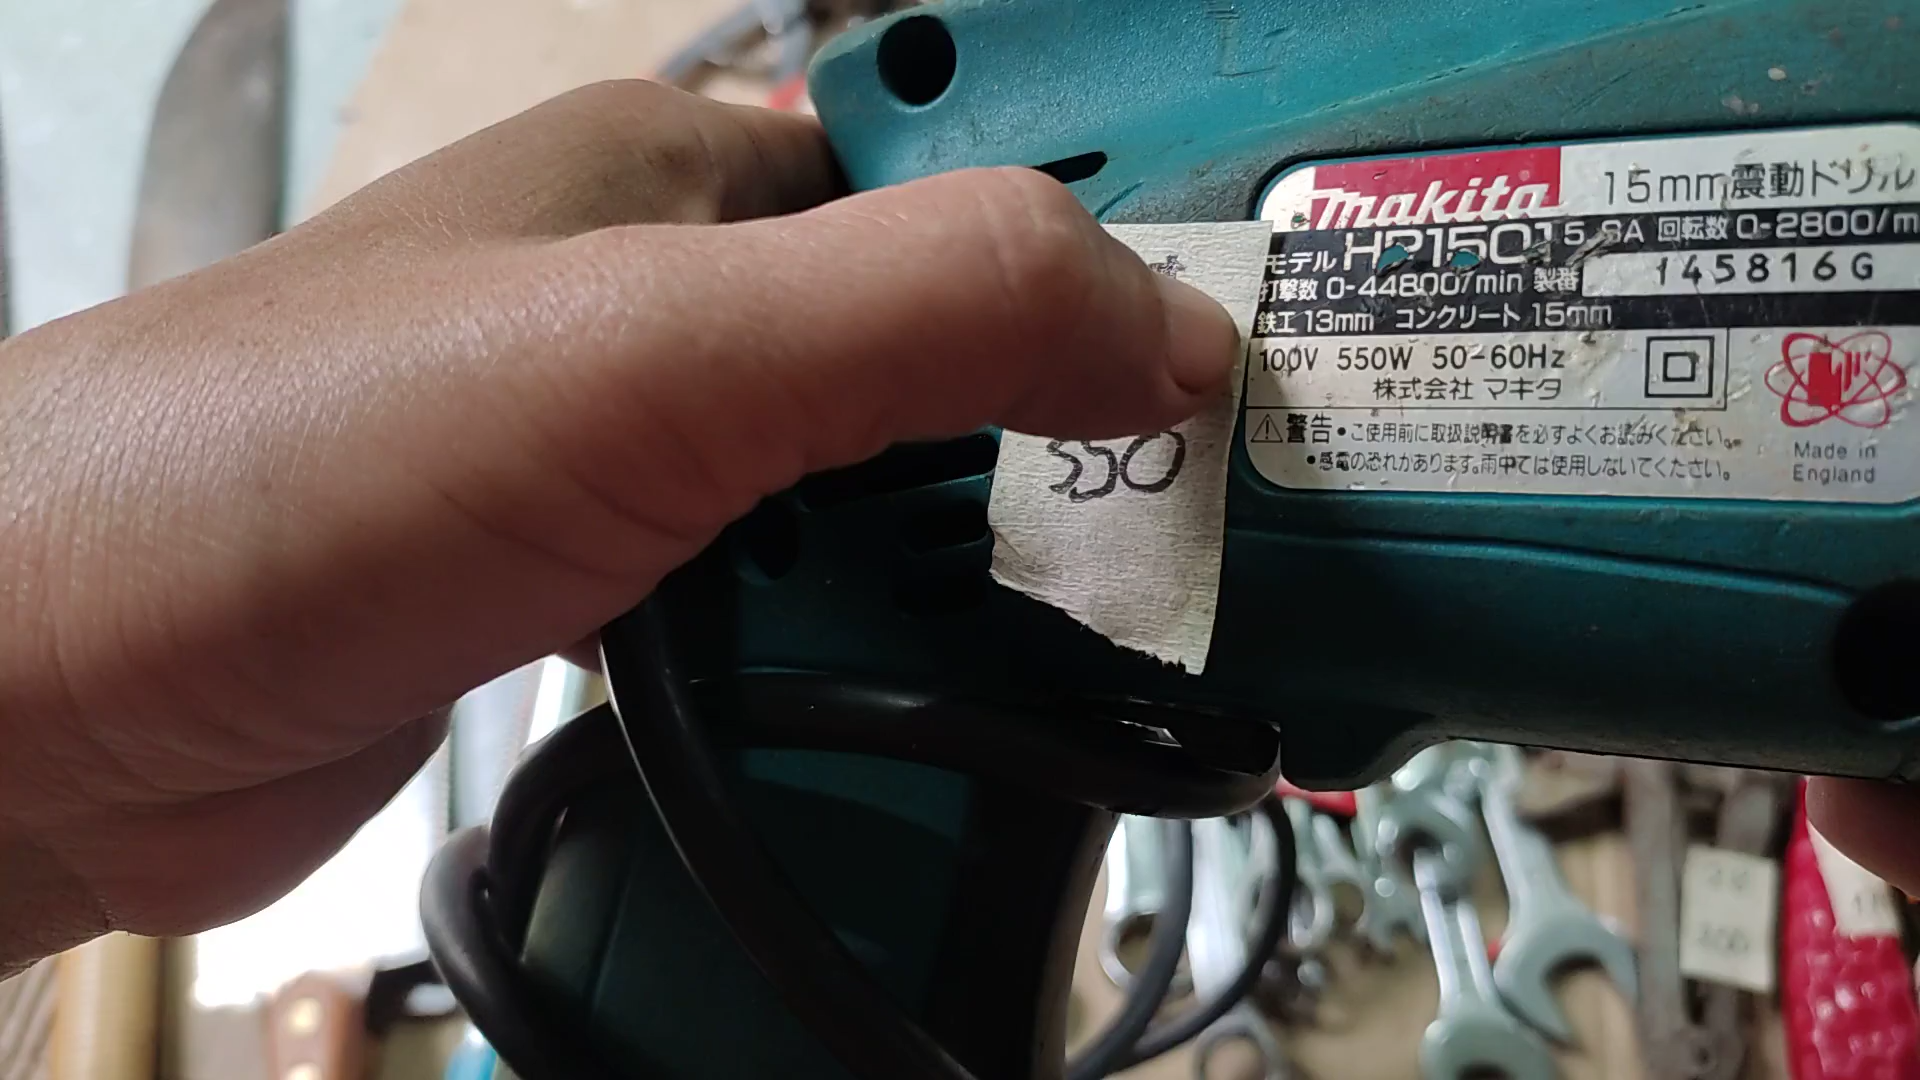 makita 15mm震動ドリル
モデル HP1501 5.8A 回転数 0-2800/m
打撃数 0-44800/min 製番 145816G
鉄工 13mm コンクリート 15mm
100V 550W 50-60Hz
株式会社 マキタ
警告 • ご使用前に取扱説明書を必ずよくお読みください。
• 感電の恐れがあります。雨中では使用しないでください。
Made in
England
550